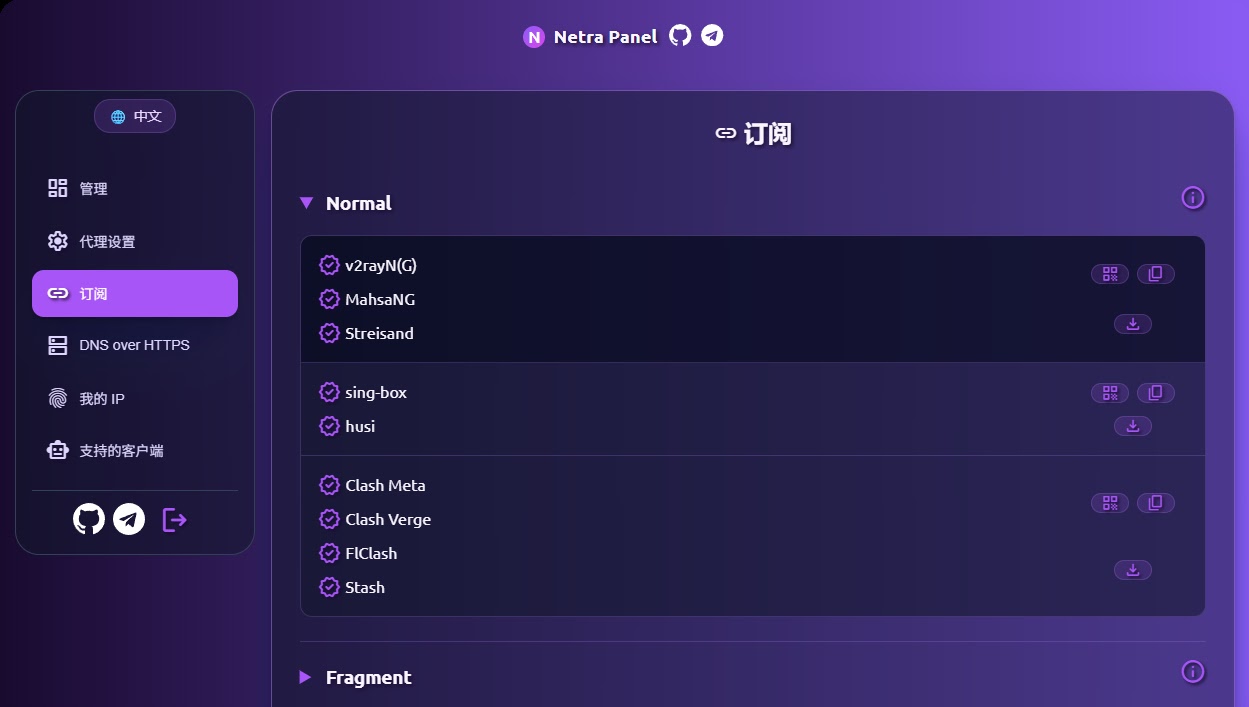 N Netra Panel
中文
管理
代理设置
订阅
DNS over HTTPS
我的 IP
支持的客户端
订阅
Normal
v2rayN(G)
MahsaNG
Streisand
sing-box
husi
Clash Meta
Clash Verge
FlClash
Stash
Fragment